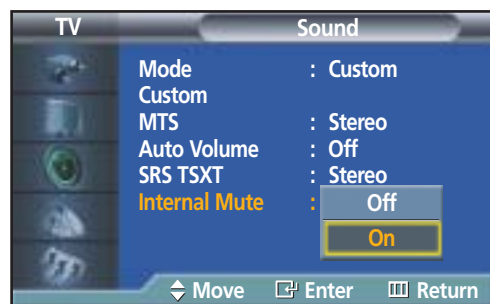 TV Sound
Mode : Custom
Custom
MTS : Stereo
Auto Volume : Off
SRS TSXT : Stereo
Internal Mute : Off
On
Move Enter Return